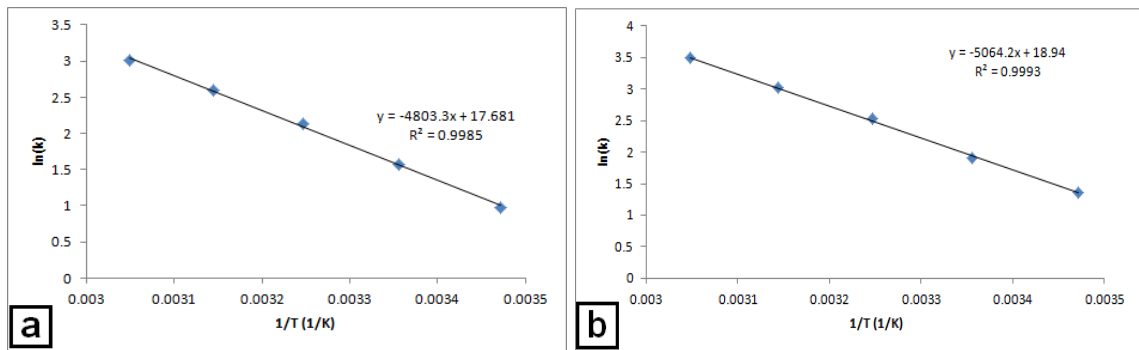 3.5
3
2.5
2
1.5
1
0.5
0
ln(k)
y = -4803.3x + 17.681
R² = 0.9985
0.003 0.0031 0.0032 0.0033 0.0034 0.0035
1/T (1/K)
a
4
3.5
3
2.5
2
1.5
1
0.5
0
ln(k)
y = -5064.2x + 18.94
R² = 0.9993
0.003 0.0031 0.0032 0.0033 0.0034 0.0035
1/T (1/K)
b